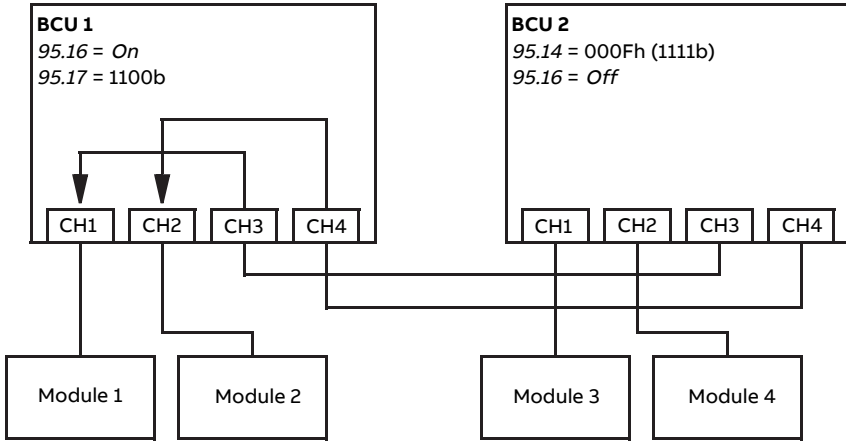 BCU 1
95.16 = On
95.17 = 1100b
CH1
CH2
CH3
CH4
BCU 2
95.14 = 000Fh (1111b)
95.16 = Off
CH1
CH2
CH3
CH4
Module 1
Module 2
Module 3
Module 4